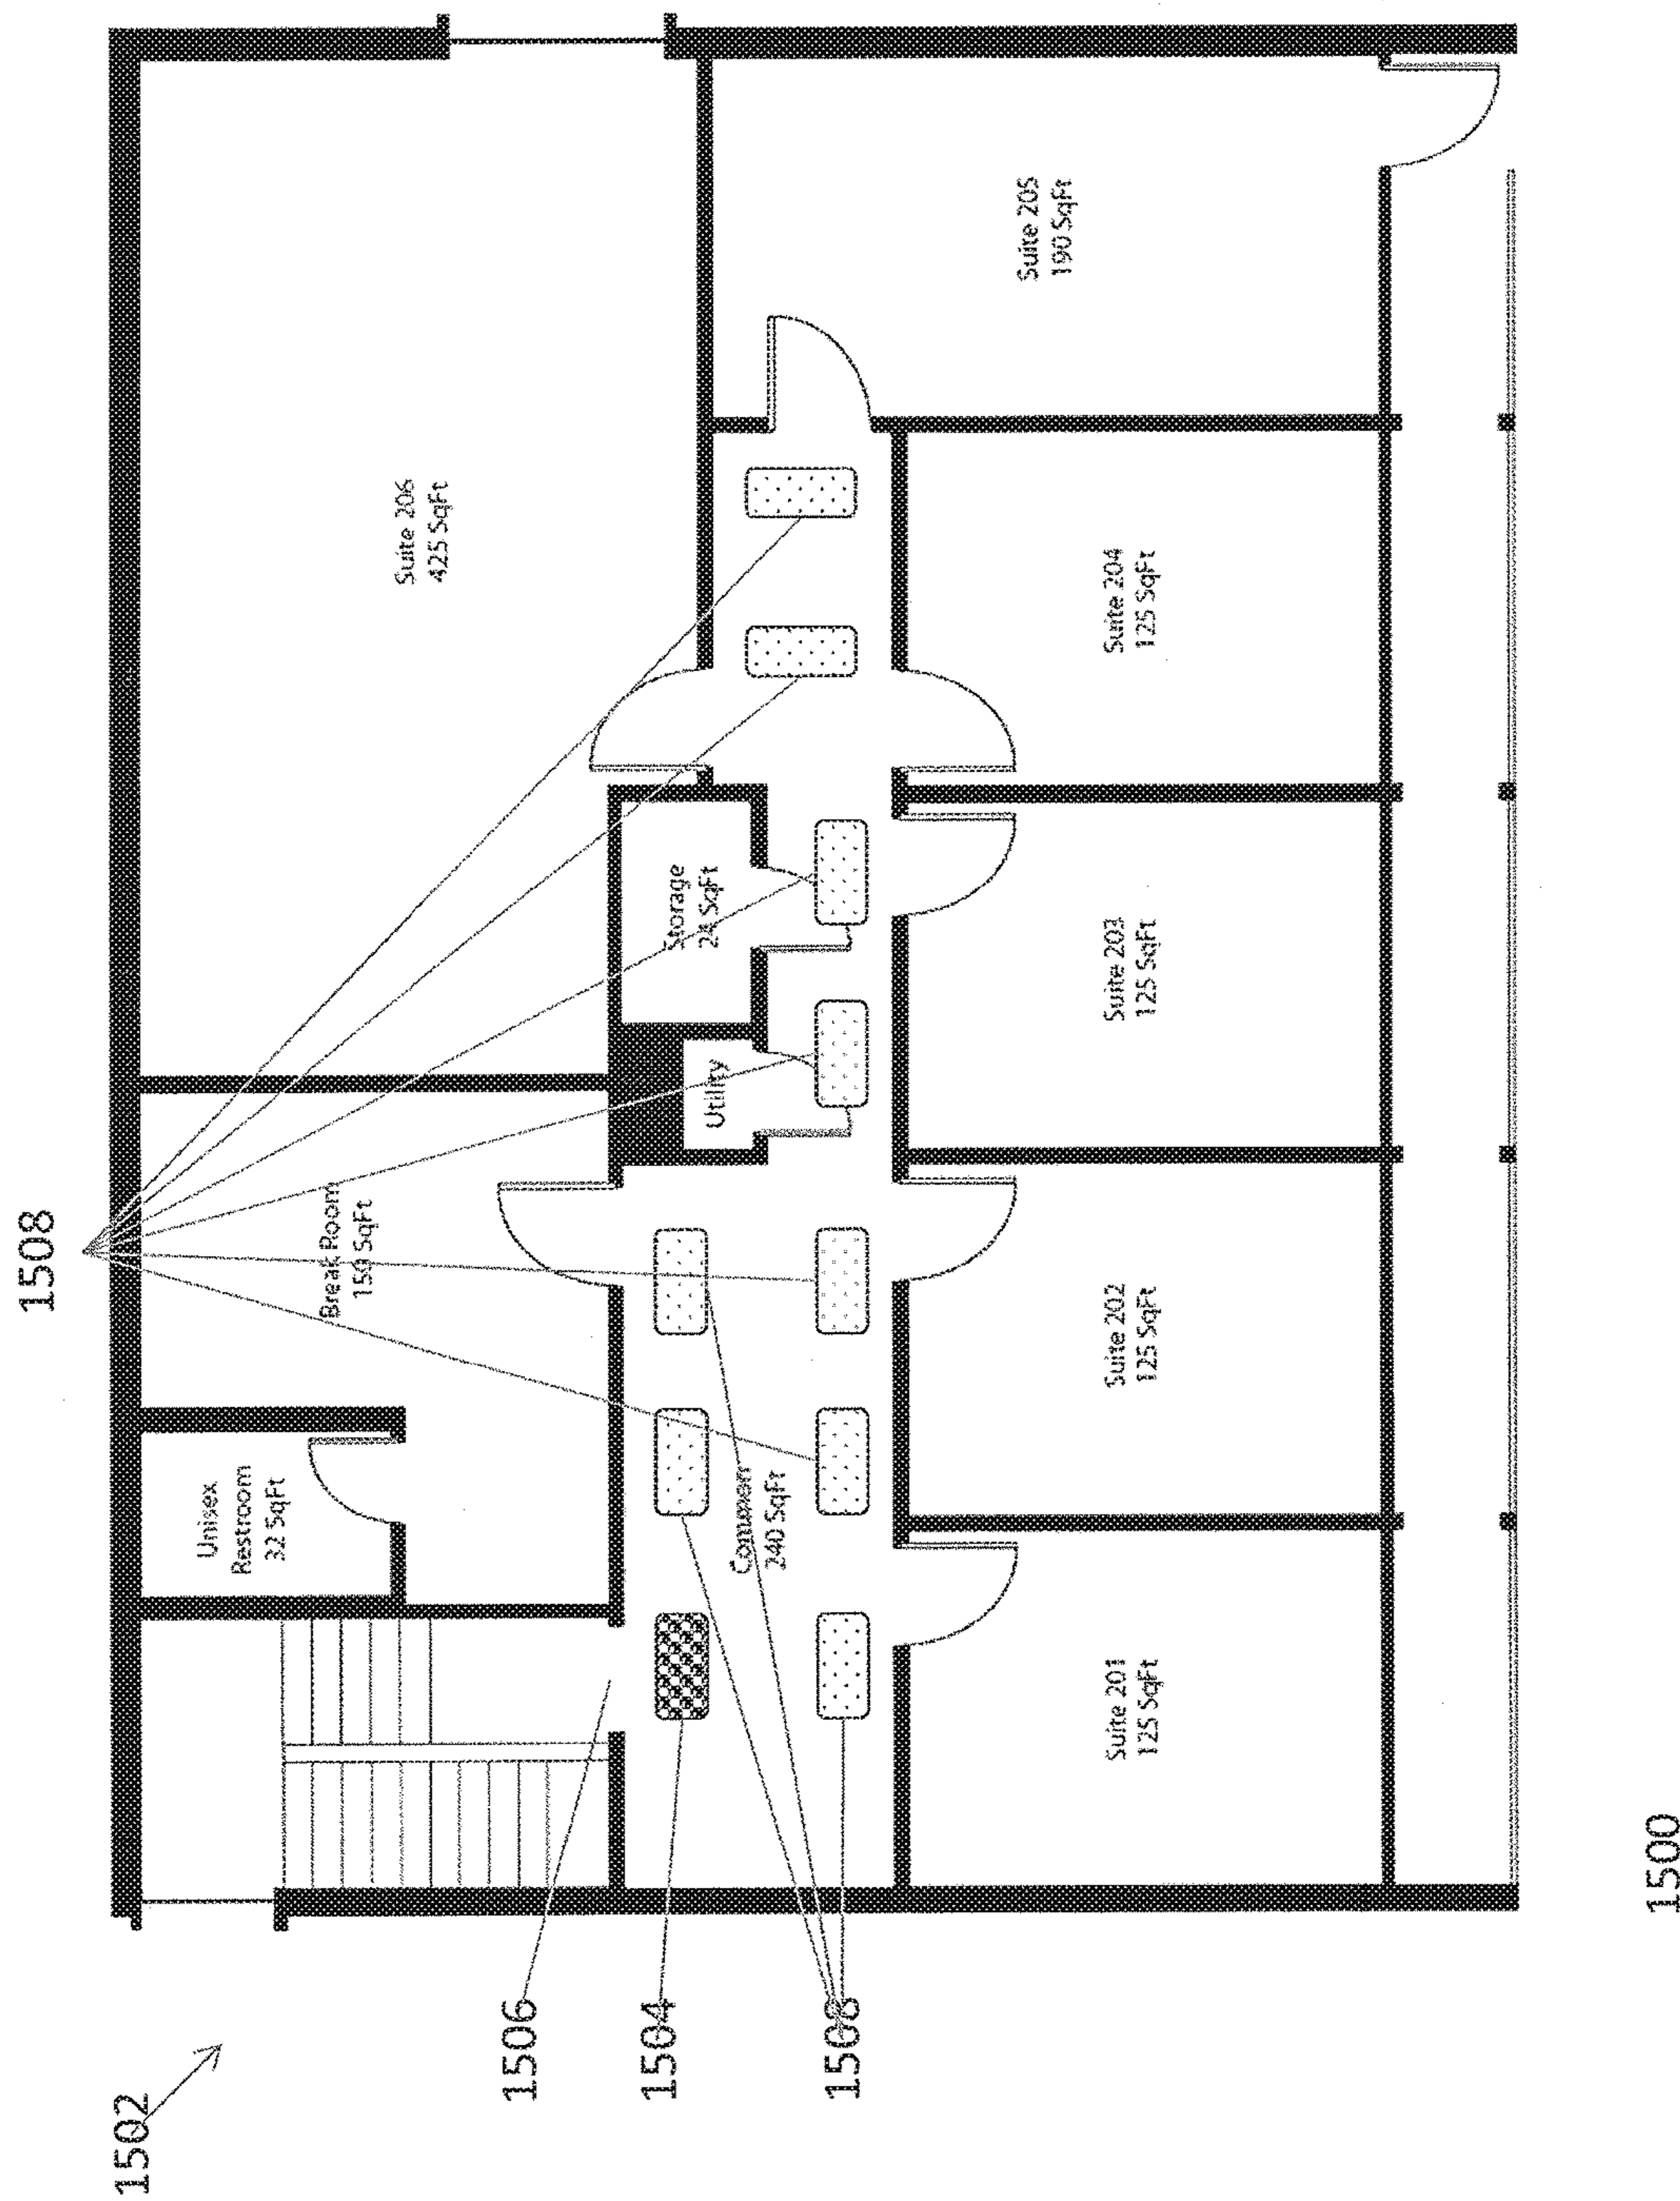 1508
1502
1506
1504
1508
1500
Unisex
Restroom
32 SqFt
Break Room
150 SqFt
Suite 206
425 SqFt
Utility
Storage
24 SqFt
Common
240 SqFt
Suite 201
125 SqFt
Suite 202
125 SqFt
Suite 203
125 SqFt
Suite 204
125 SqFt
Suite 205
190 SqFt